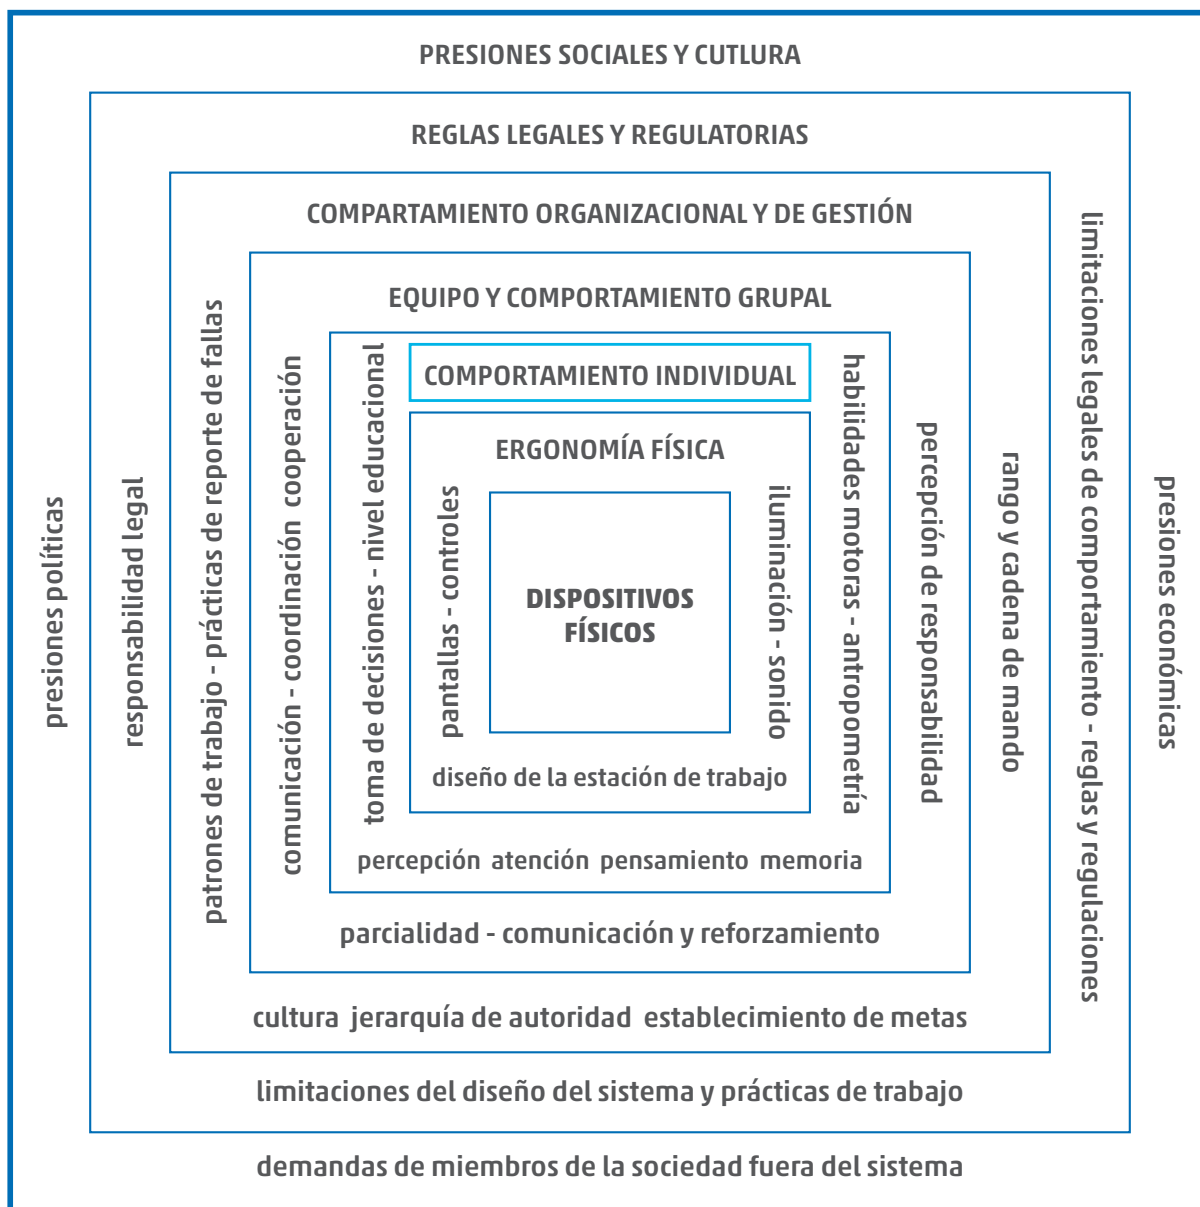 PRESIONES SOCIALES Y CUTLURA
REGLAS LEGALES Y REGULATORIAS
COMPARTAMIENTO ORGANIZACIONAL Y DE GESTIÓN
EQUIPO Y COMPORTAMIENTO GRUPAL
COMPORTAMIENTO INDIVIDUAL
ERGONOMÍA FÍSICA
DISPOSITIVOS
FÍSICOS
presiones políticas
responsabilidad legal
patrones de trabajo - prácticas de reporte de fallas
comunicación - coordinación cooperación
toma de decisiones - nivel educacional
pantallas - controles
iluminación - sonido
habilidades motoras - antropometría
percepción de responsabilidad
rango y cadena de mando
limitaciones legales de comportamiento - reglas y regulaciones
presiones económicas
diseño de la estación de trabajo
percepción atención pensamiento memoria
parcialidad - comunicación y reforzamiento
cultura jerarquía de autoridad establecimiento de metas
limitaciones del diseño del sistema y prácticas de trabajo
demandas de miembros de la sociedad fuera del sistema